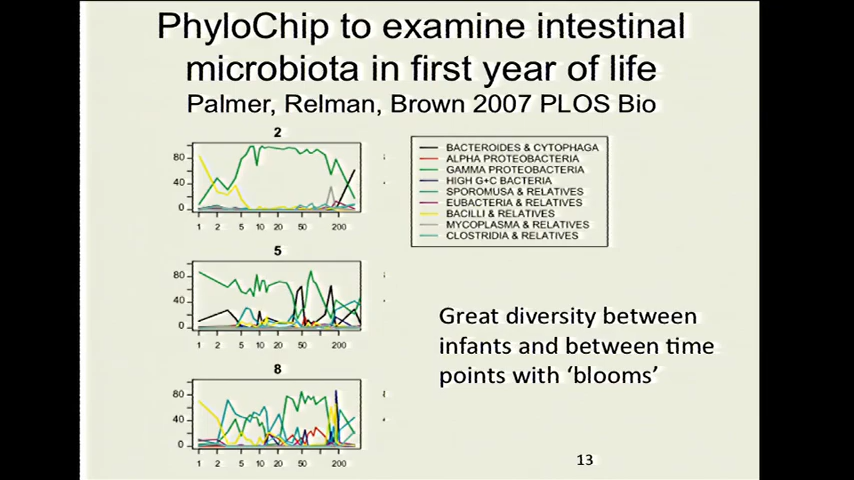 PhyloChip to examine intestinal
microbiota in first year of life
Palmer, Relman, Brown 2007 PLOS Bio
2
80
40
0
1 2 5 10 20 50 200
BACTEROIDES & CYTOPHAGA
ALPHA PROTEOBACTERIA
GAMMA PROTEOBACTERIA
HIGH G+C BACTERIA
SPOROMUSA & RELATIVES
EUBACTERIA & RELATIVES
BACILLI & RELATIVES
MYCOPLASMA & RELATIVES
CLOSTRIDIA & RELATIVES
5
80
40
0
1 2 5 10 20 50 200
Great diversity between
infants and between time
points with ‘blooms’
8
80
40
0
1 2 5 10 20 50 200
13